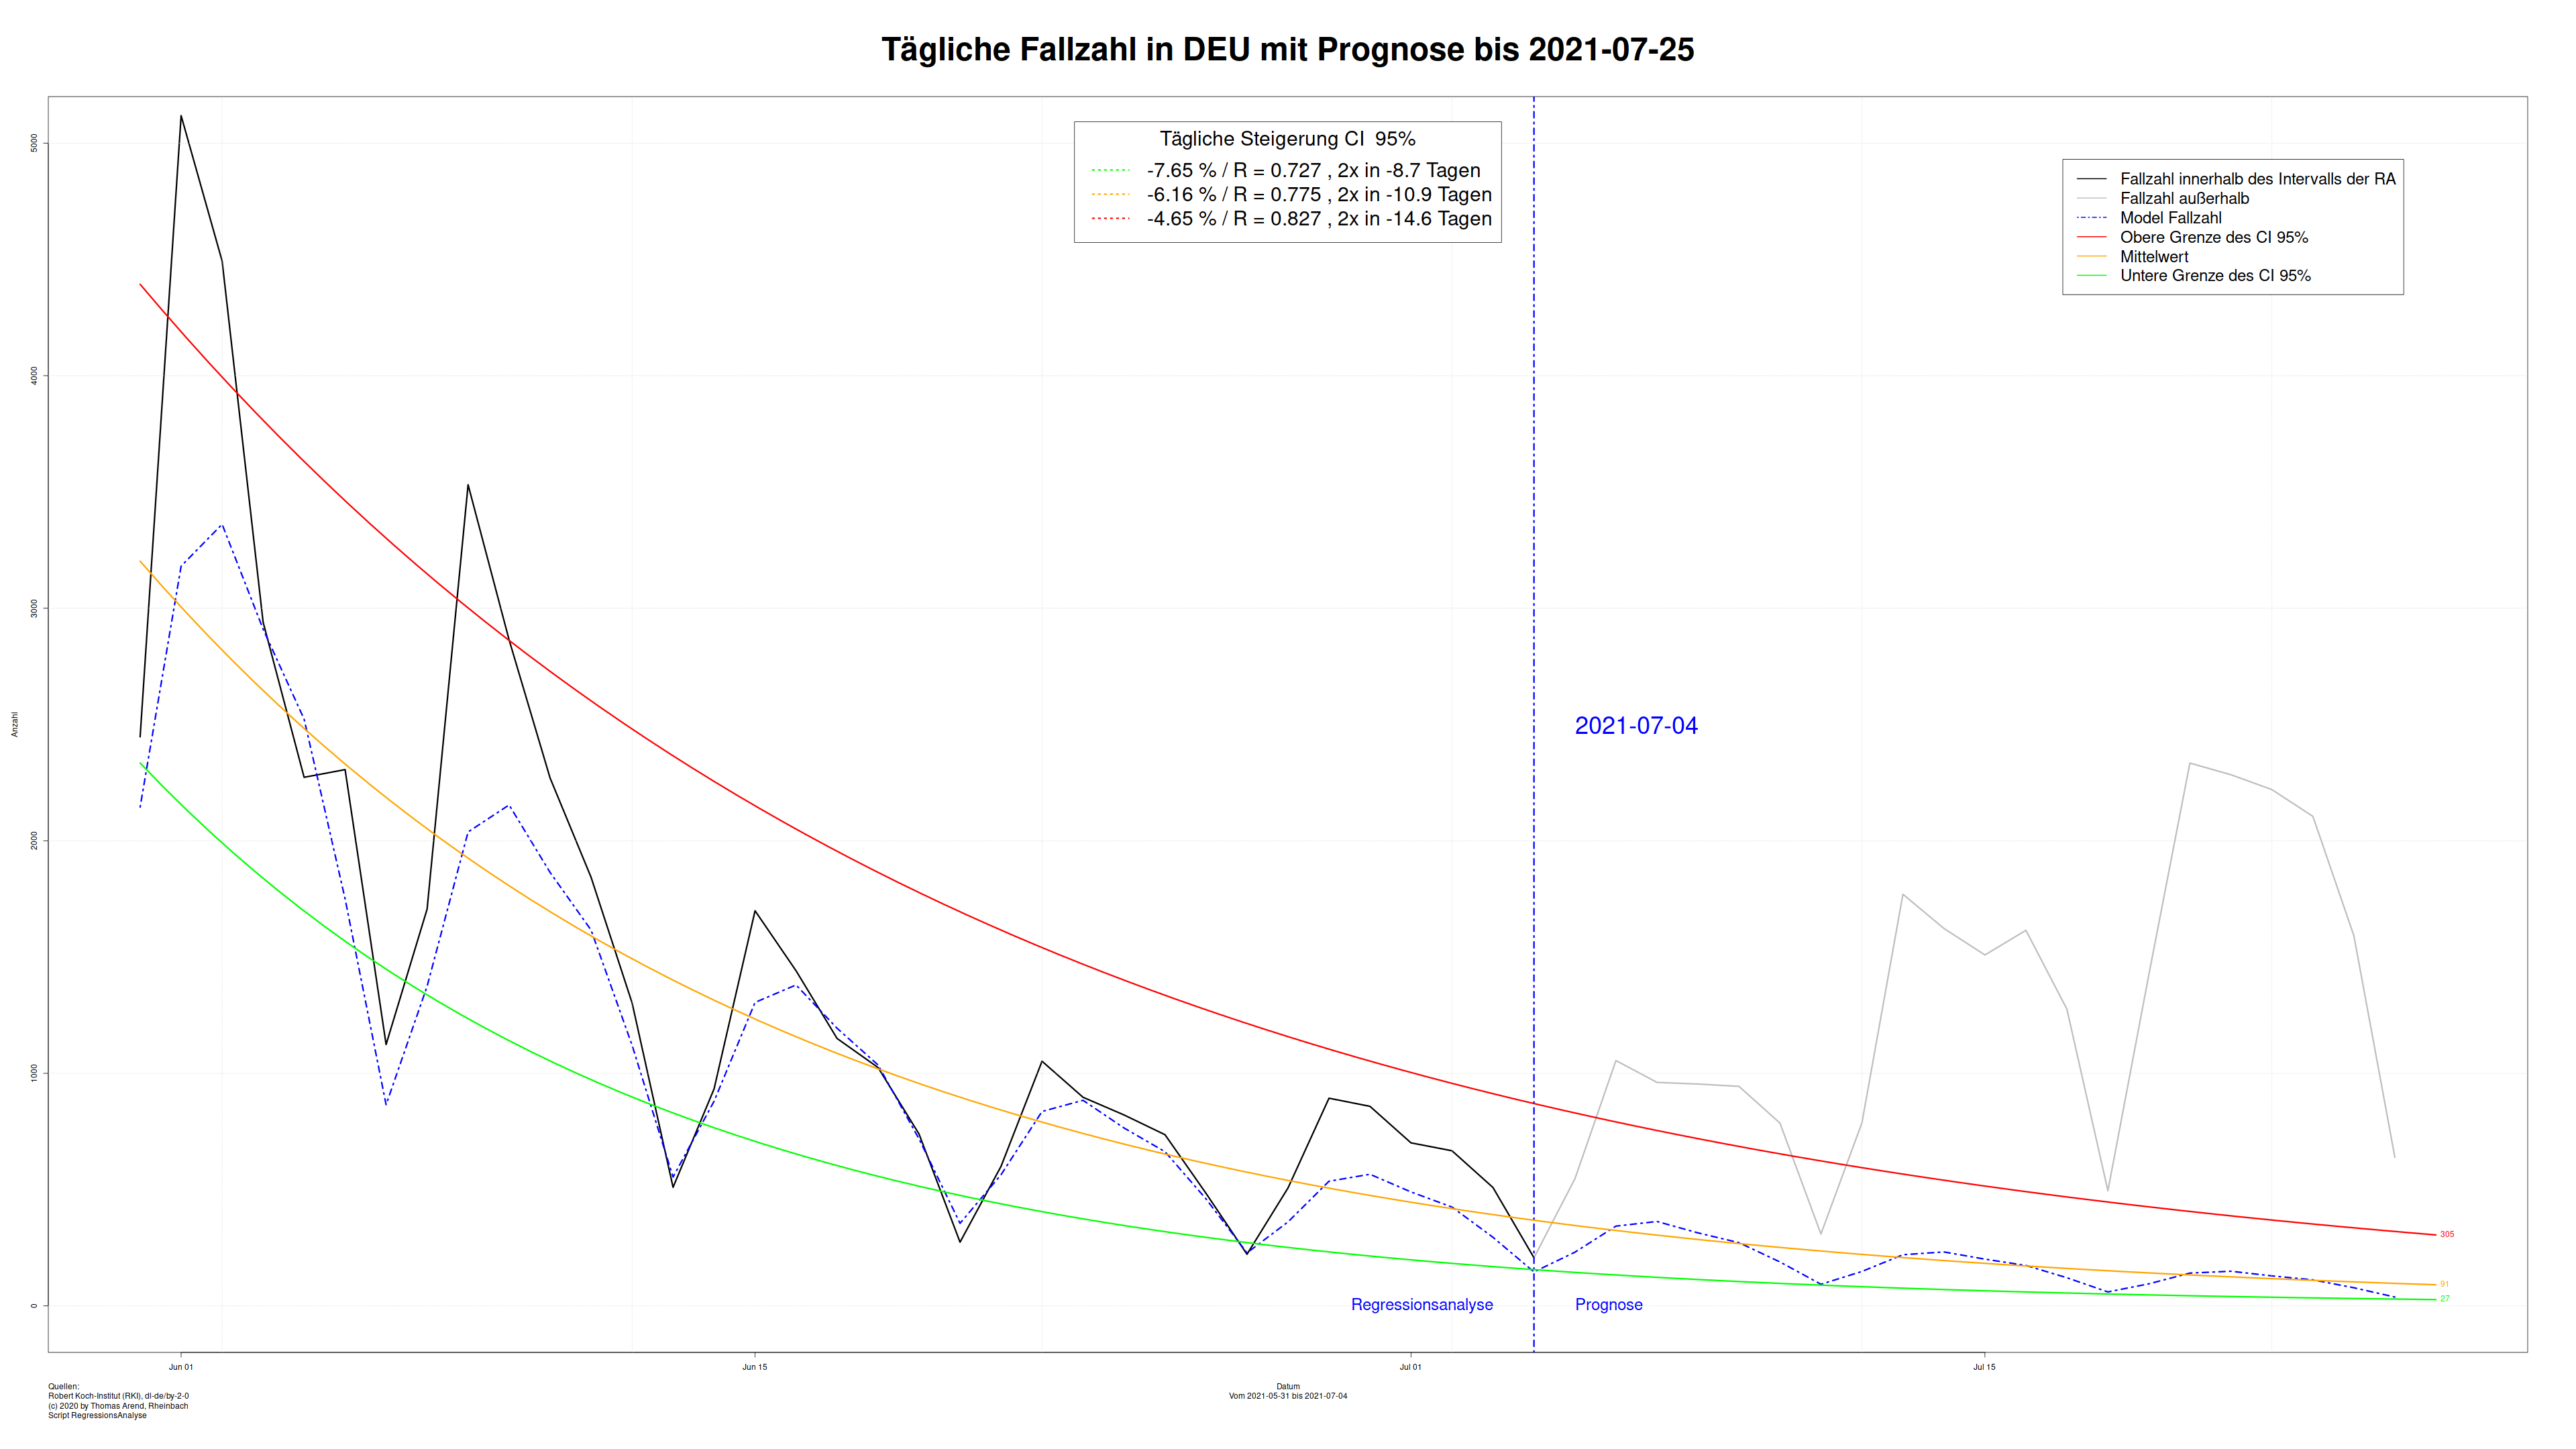 Tägliche Fallzahl in DEU mit Prognose bis 2021-07-25
Tägliche Steigerung CI  95%
-7.65 % / R = 0.727 , 2x in -8.7 Tagen
-6.16 % / R = 0.775 , 2x in -10.9 Tagen
-4.65 % / R = 0.827 , 2x in -14.6 Tagen
Fallzahl innerhalb des Intervalls der RA
Fallzahl außerhalb
Model Fallzahl
Obere Grenze des CI 95%
Mittelwert
Untere Grenze des CI 95%
5000
4000
3000
2000
1000
0
Anzahl
2021-07-04
305
91
27
Regressionsanalyse
Prognose
Jun 01
Jun 15
Jul 01
Jul 15
Datum
Vom 2021-05-31 bis 2021-07-04
Quellen:
Robert Koch-Institut (RKI), dl-de/by-2-0
(c) 2020 by Thomas Arend, Rheinbach
Script RegressionsAnalyse